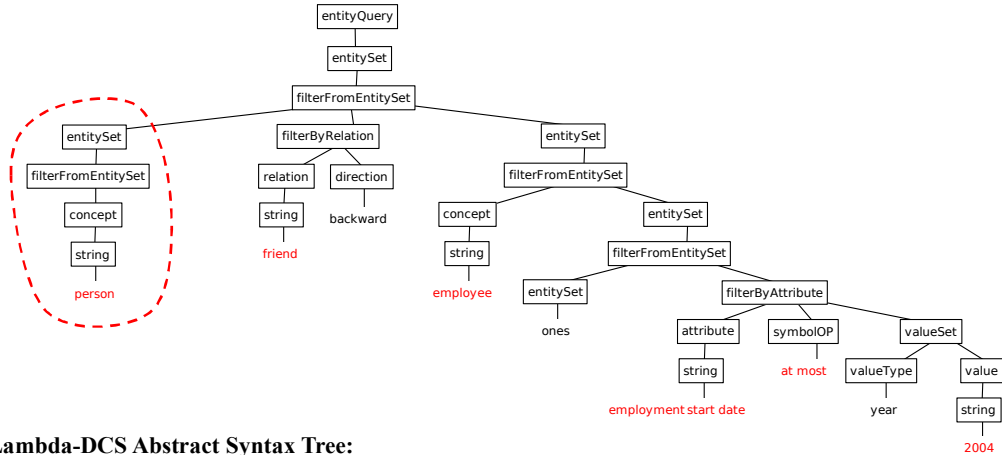 entityQuery
entitySet
filterFromEntitySet
entitySet filterByRelation entitySet
filterFromEntitySet relation direction filterFromEntitySet
concept string backward concept entitySet
string friend string filterFromEntitySet
person employee entitySet filterByAttribute
ones attribute symbolOP valueSet
string at most valueType value
employment start date year string
2004
Lambda-DCS Abstract Syntax Tree: